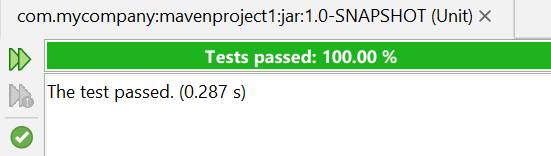 com.mycompany:mavenproject1:jar:1.0-SNAPSHOT (Unit)
Tests passed: 100.00 %
The test passed. (0.287 s)